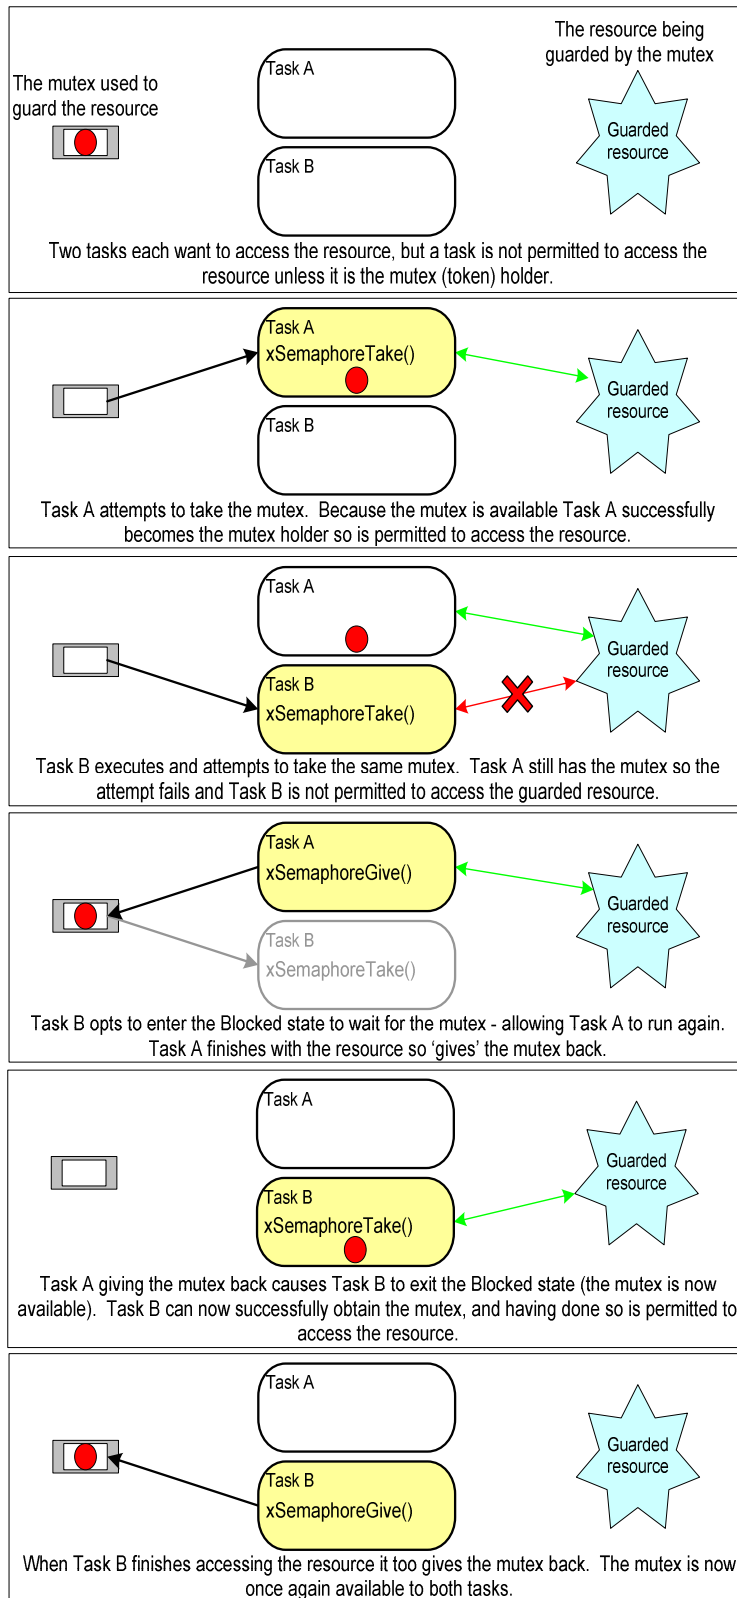 The resource being
guarded by the mutex
The mutex used to
guard the resource
Task A
Task B
Guarded
resource
Two tasks each want to access the resource, but a task is not permitted to access the
resource unless it is the mutex (token) holder.
Task A
xSemaphoreTake()
Task B
Guarded
resource
Task A attempts to take the mutex.  Because the mutex is available Task A successfully
becomes the mutex holder so is permitted to access the resource.
Task A
Task B
xSemaphoreTake()
Guarded
resource
Task B executes and attempts to take the same mutex.  Task A still has the mutex so the
attempt fails and Task B is not permitted to access the guarded resource.
Task A
xSemaphoreGive()
Task B
xSemaphoreTake()
Guarded
resource
Task B opts to enter the Blocked state to wait for the mutex - allowing Task A to run again.
Task A finishes with the resource so ‘gives’ the mutex back.
Task A
Task B
xSemaphoreTake()
Guarded
resource
Task A giving the mutex back causes Task B to exit the Blocked state (the mutex is now
available).  Task B can now successfully obtain the mutex, and having done so is permitted to
access the resource.
Task A
Task B
xSemaphoreGive()
Guarded
resource
When Task B finishes accessing the resource it too gives the mutex back.  The mutex is now
once again available to both tasks.